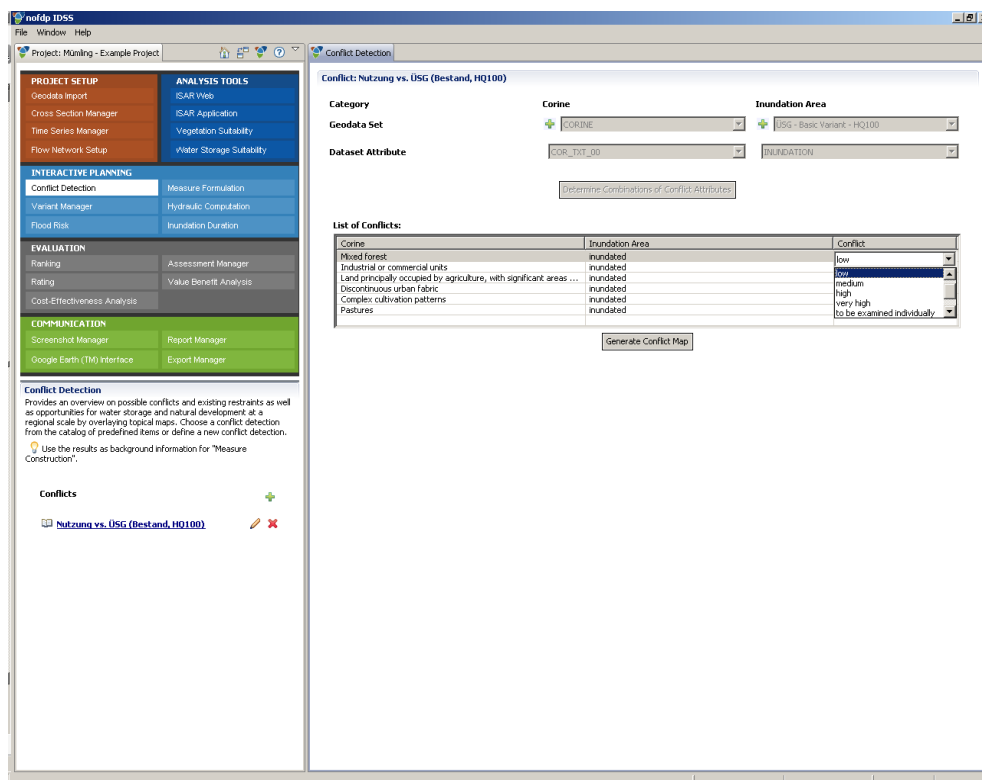 nofdp IDSS
File Window Help
Project: Mümling - Example Project
PROJECT SETUP
Geodata Import
Cross Section Manager
Time Series Manager
Flow Network Setup
ANALYSIS TOOLS
ISAR Web
ISAR Application
Vegetation Suitability
Water Storage Suitability
INTERACTIVE PLANNING
Conflict Detection Measure Formulation
Variant Manager Hydraulic Computation
Flood Risk Inundation Duration
EVALUATION
Ranking Assessment Manager
Rating Value Benefit Analysis
Cost-Effectiveness Analysis
COMMUNICATION
Screenshot Manager Report Manager
Google Earth (TM) Interface Export Manager
Conflict Detection
Provides an overview on possible conflicts and existing restraints as well
as opportunities for water storage and natural development at a
regional scale by overlaying topical maps. Choose a conflict detection
from the catalog of predefined items or define a new conflict detection.
Use the results as background information for "Measure
Construction".
Conflicts
Nutzung vs. ÜSG (Bestand, HQ100)
Conflict Detection
Conflict: Nutzung vs. ÜSG (Bestand, HQ100)
Category Corine Inundation Area
Geodata Set CORINE ÜSG - Basic Variant - HQ100
Dataset Attribute COR_TXT_00 INUNDATION
Determine Combinations of Conflict Attributes
List of Conflicts:
Corine Inundation Area Conflict
Mixed forest inundated low
Industrial or commercial units inundated
Land principally occupied by agriculture, with significant areas ... inundated
Discontinuous urban fabric inundated
Complex cultivation patterns inundated
Pastures inundated
low
medium
high
very high
to be examined individually
Generate Conflict Map